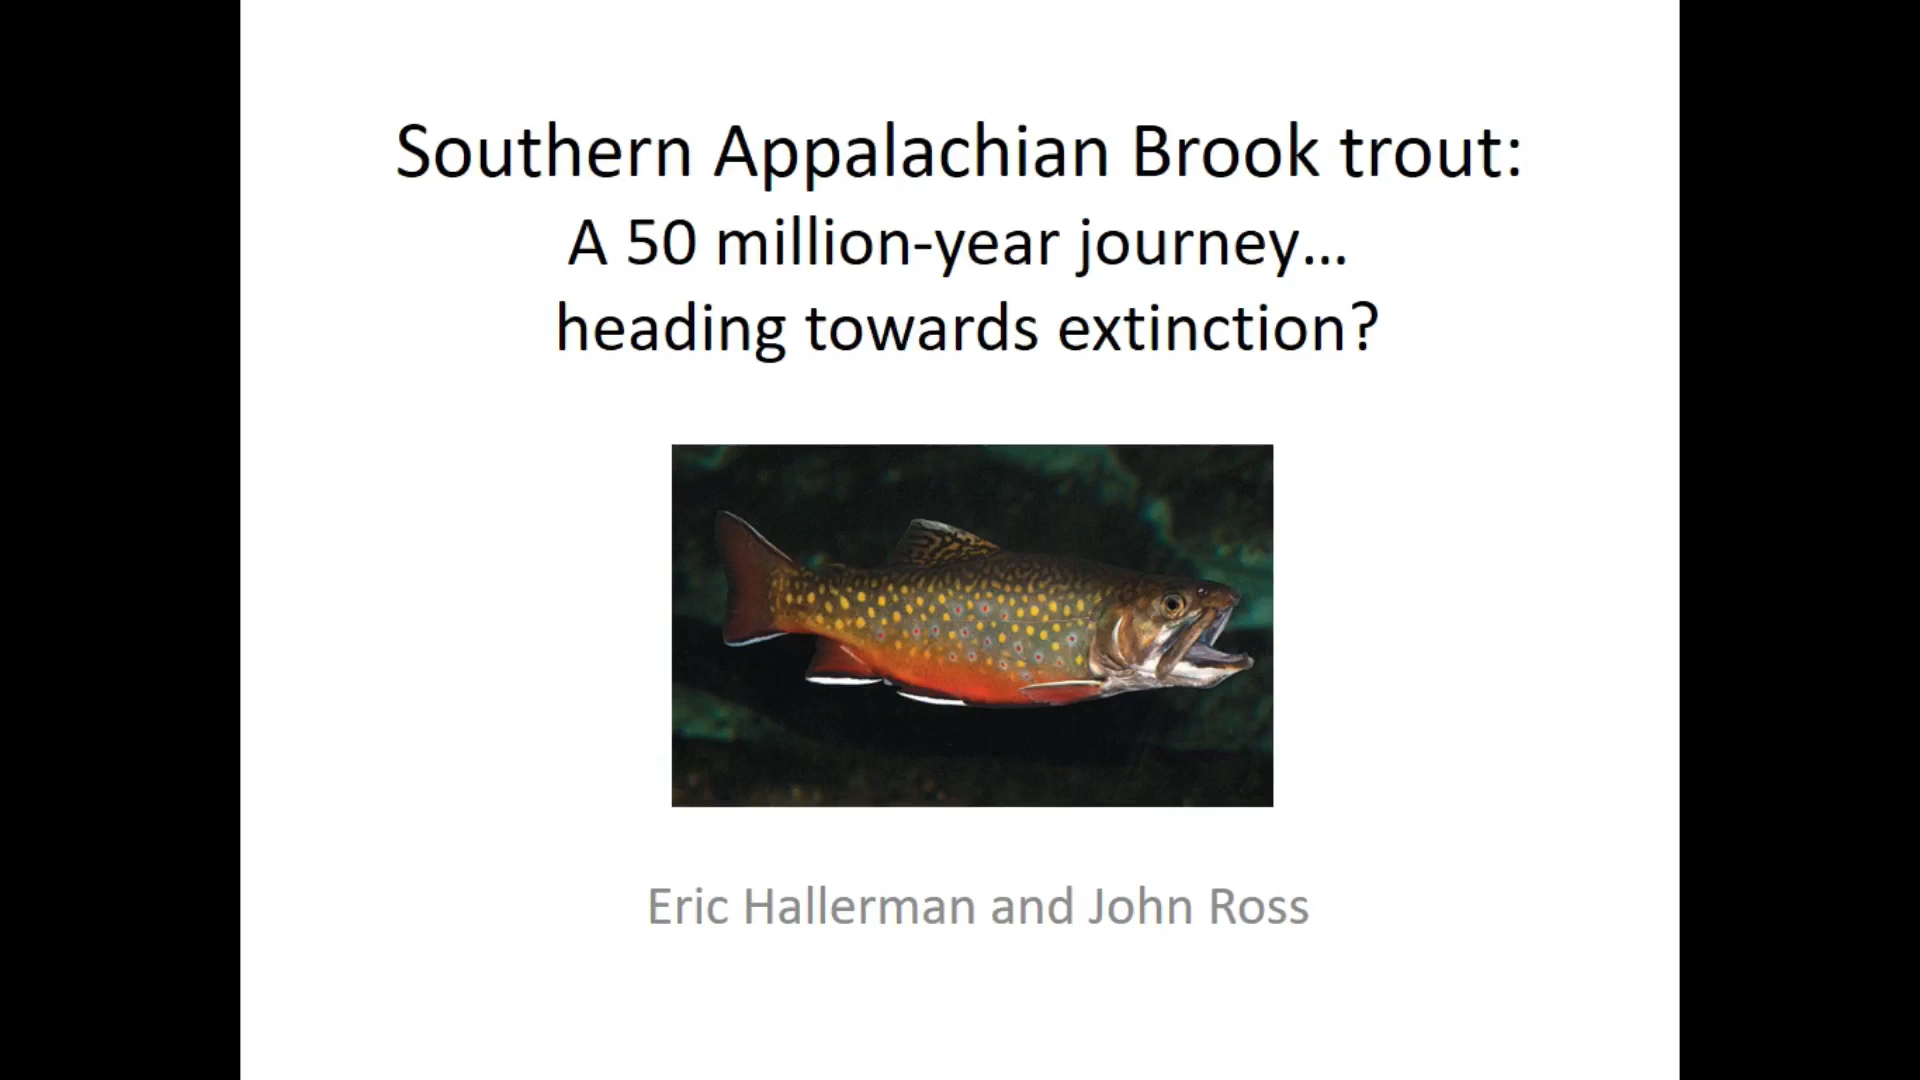 Southern Appalachian Brook trout:
A 50 million-year journey…
heading towards extinction?
Eric Hallerman and John Ross